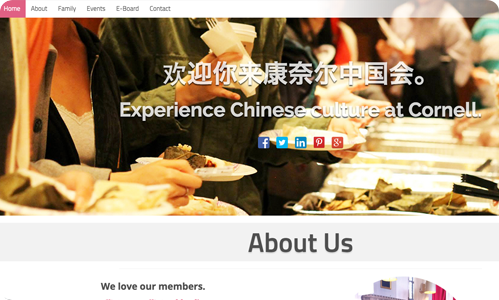 Home About Family Events E-Board Contact
欢迎你来康奈尔中国会。
Experience Chinese culture at Cornell.
About Us
We love our members.